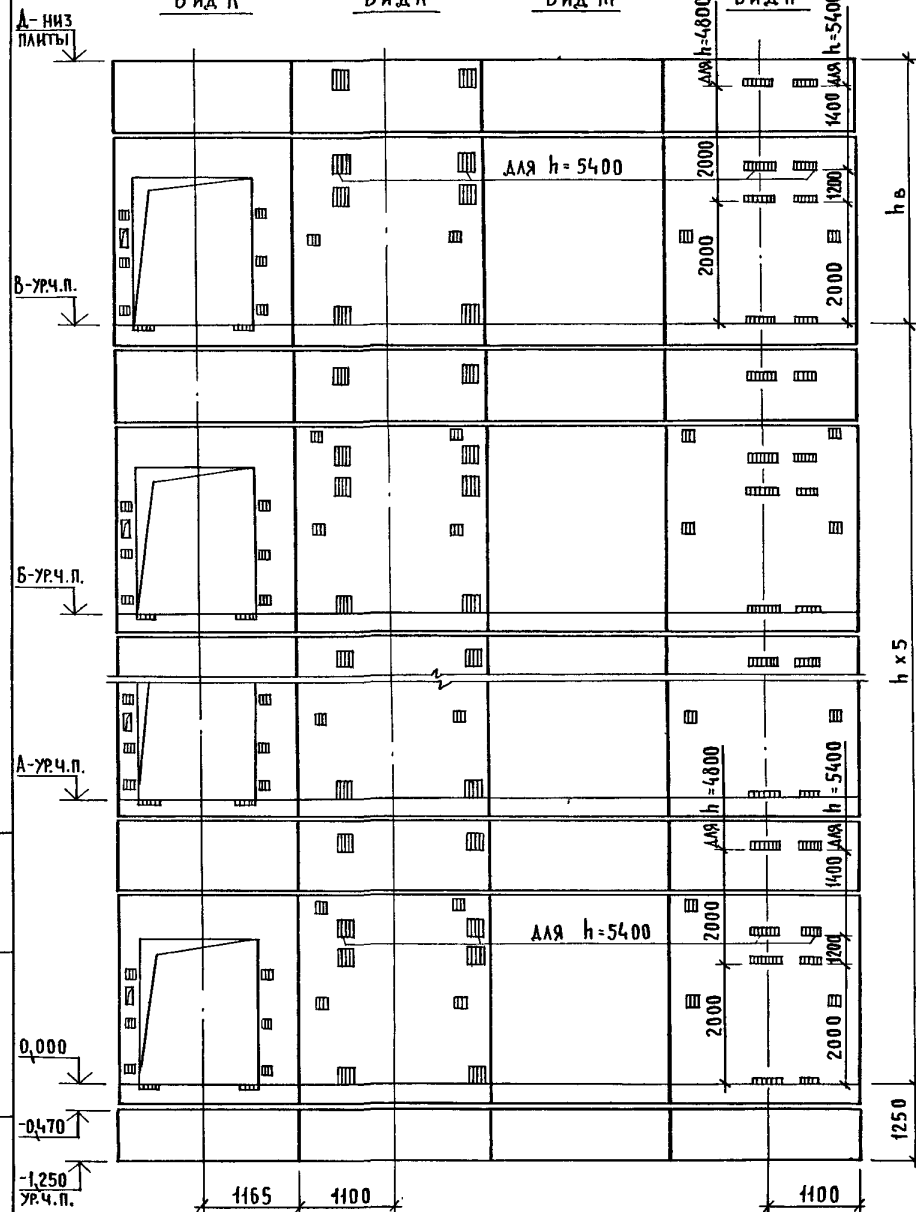 Вид А
Вид М
Вид П
Д-НИЗ
ПЛИТЫ
для h=4800
для h=5400
1400
2000
для h=5400
1200
hв
2000
2000
В-УР.Ч.П.
Б-УР.Ч.П.
h x 5
А-УР.Ч.П.
для h=4800
для h=5400
1400
2000
для h=5400
1200
2000
2000
0,000
-0,470
1250
-1,250
УР.Ч.П.
1165
1100
1100